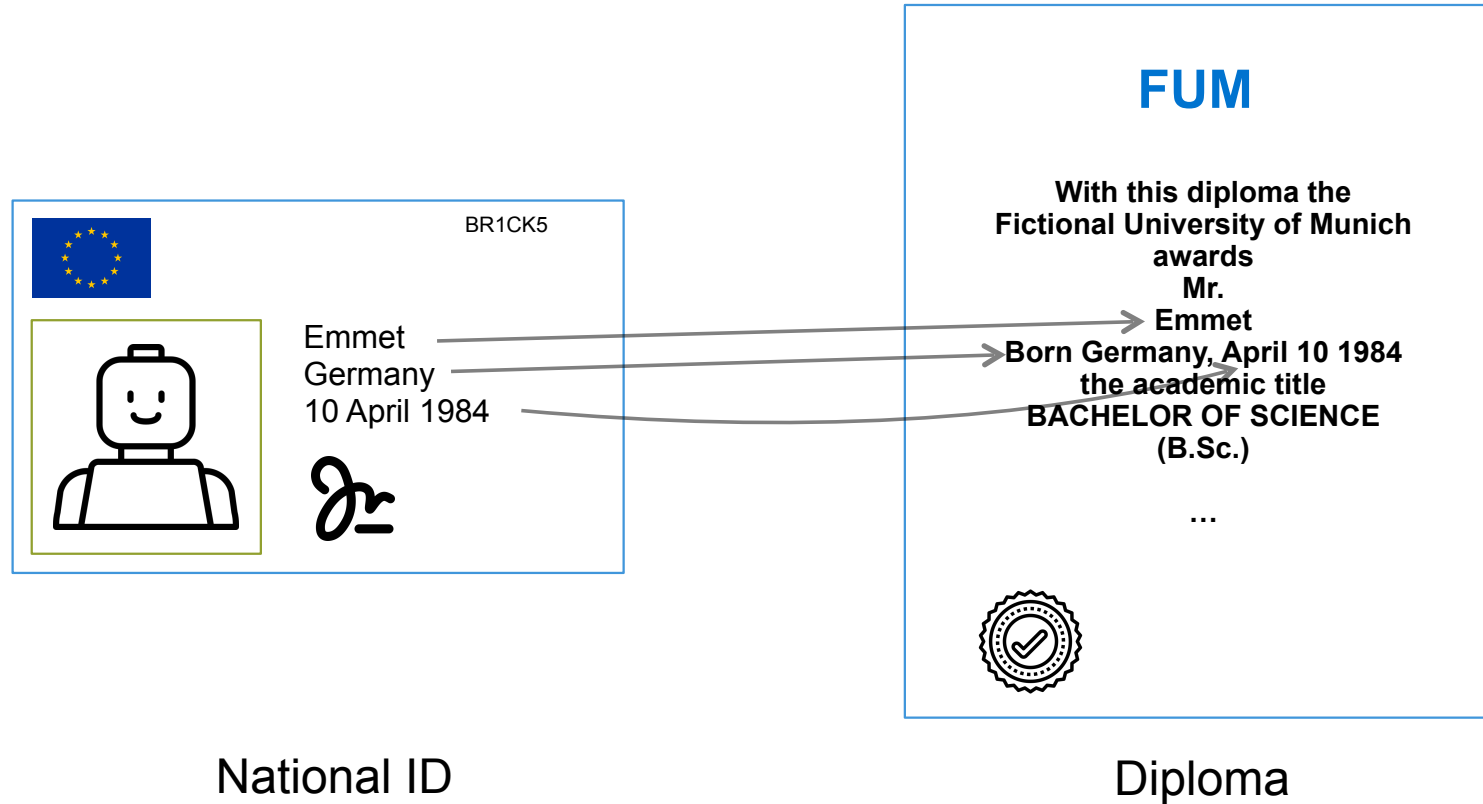 BR1CK5
Emmet
Germany
10 April 1984
National ID
FUM
With this diploma the
Fictional University of Munich
awards
Mr.
Emmet
Born Germany, April 10 1984
the academic title
BACHELOR OF SCIENCE
(B.Sc.)
...
Diploma